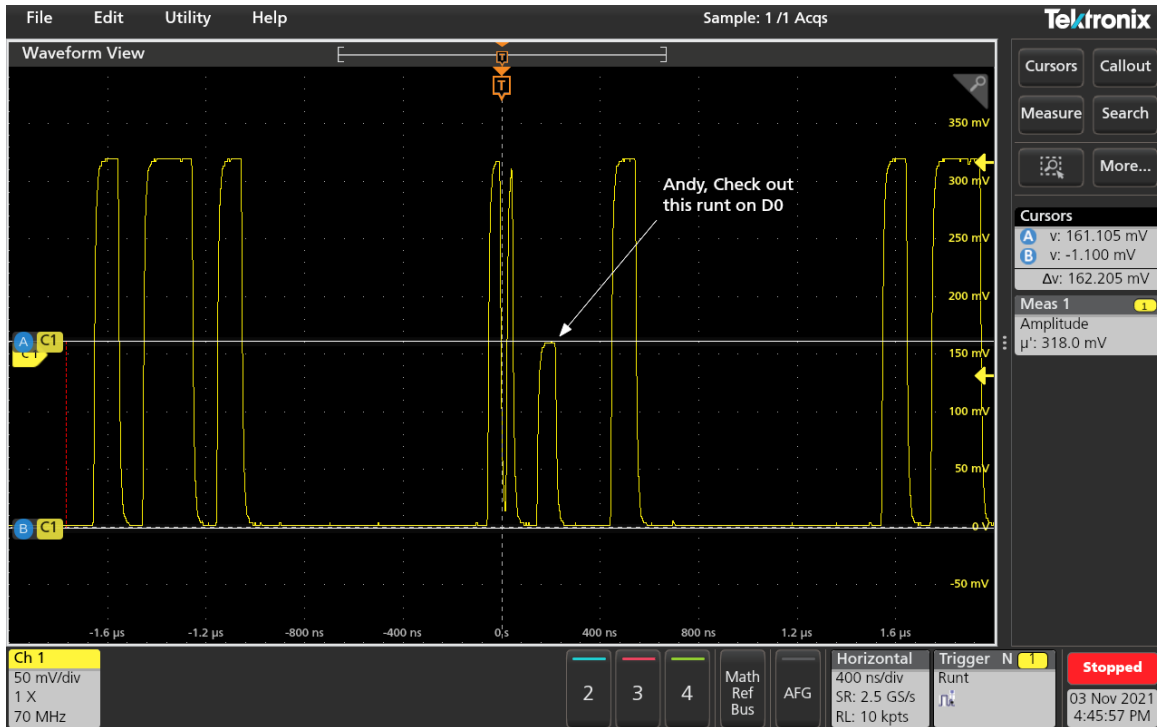 File Edit Utility Help Sample: 1 /1 Acqs Tektronix
Waveform View
T
T
Cursors Callout
Measure Search
More...
350 mV
300 mV
250 mV
200 mV
150 mV
100 mV
50 mV
0 V
-50 mV
Andy, Check out
this runt on D0
A C1
C1
B C1
-1.6 µs -1.2 µs -800 ns -400 ns 0 s 400 ns 800 ns 1.2 µs 1.6 µs
Cursors
A v: 161.105 mV
B v: -1.100 mV
Δv: 162.205 mV
Meas 1 1
Amplitude
µ': 318.0 mV
Ch 1
50 mV/div
1 X
70 MHz
2 3 4
Math
Ref
Bus
AFG
Horizontal
400 ns/div
SR: 2.5 GS/s
RL: 10 kpts
Trigger N 1
Runt
Stopped
03 Nov 2021
4:45:57 PM